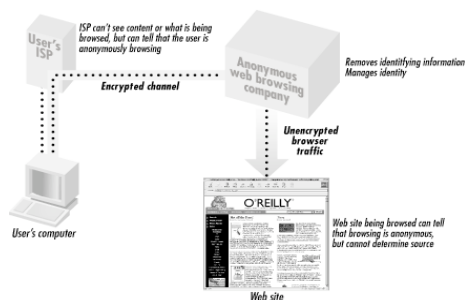 ISP can't see content or what is being
browsed, but can tell that the user is
anonymously browsing
User's
ISP
Anonymous
web browsing
company
Removes identitfying information
Manages identity
Encrypted channel
Unencrypted
browser
traffic
O'REILLY
User's computer
Web site being browsed can tell
that browsing is anonymous,
but cannot determine source
Web site